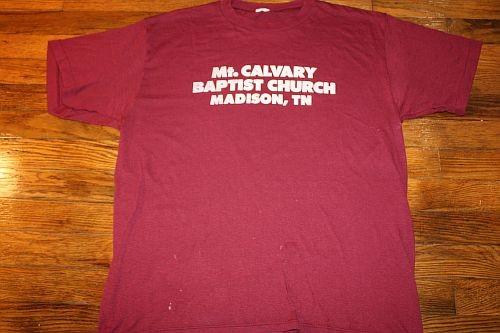 Mt. CALVARY
BAPTIST CHURCH
MADISON, TN